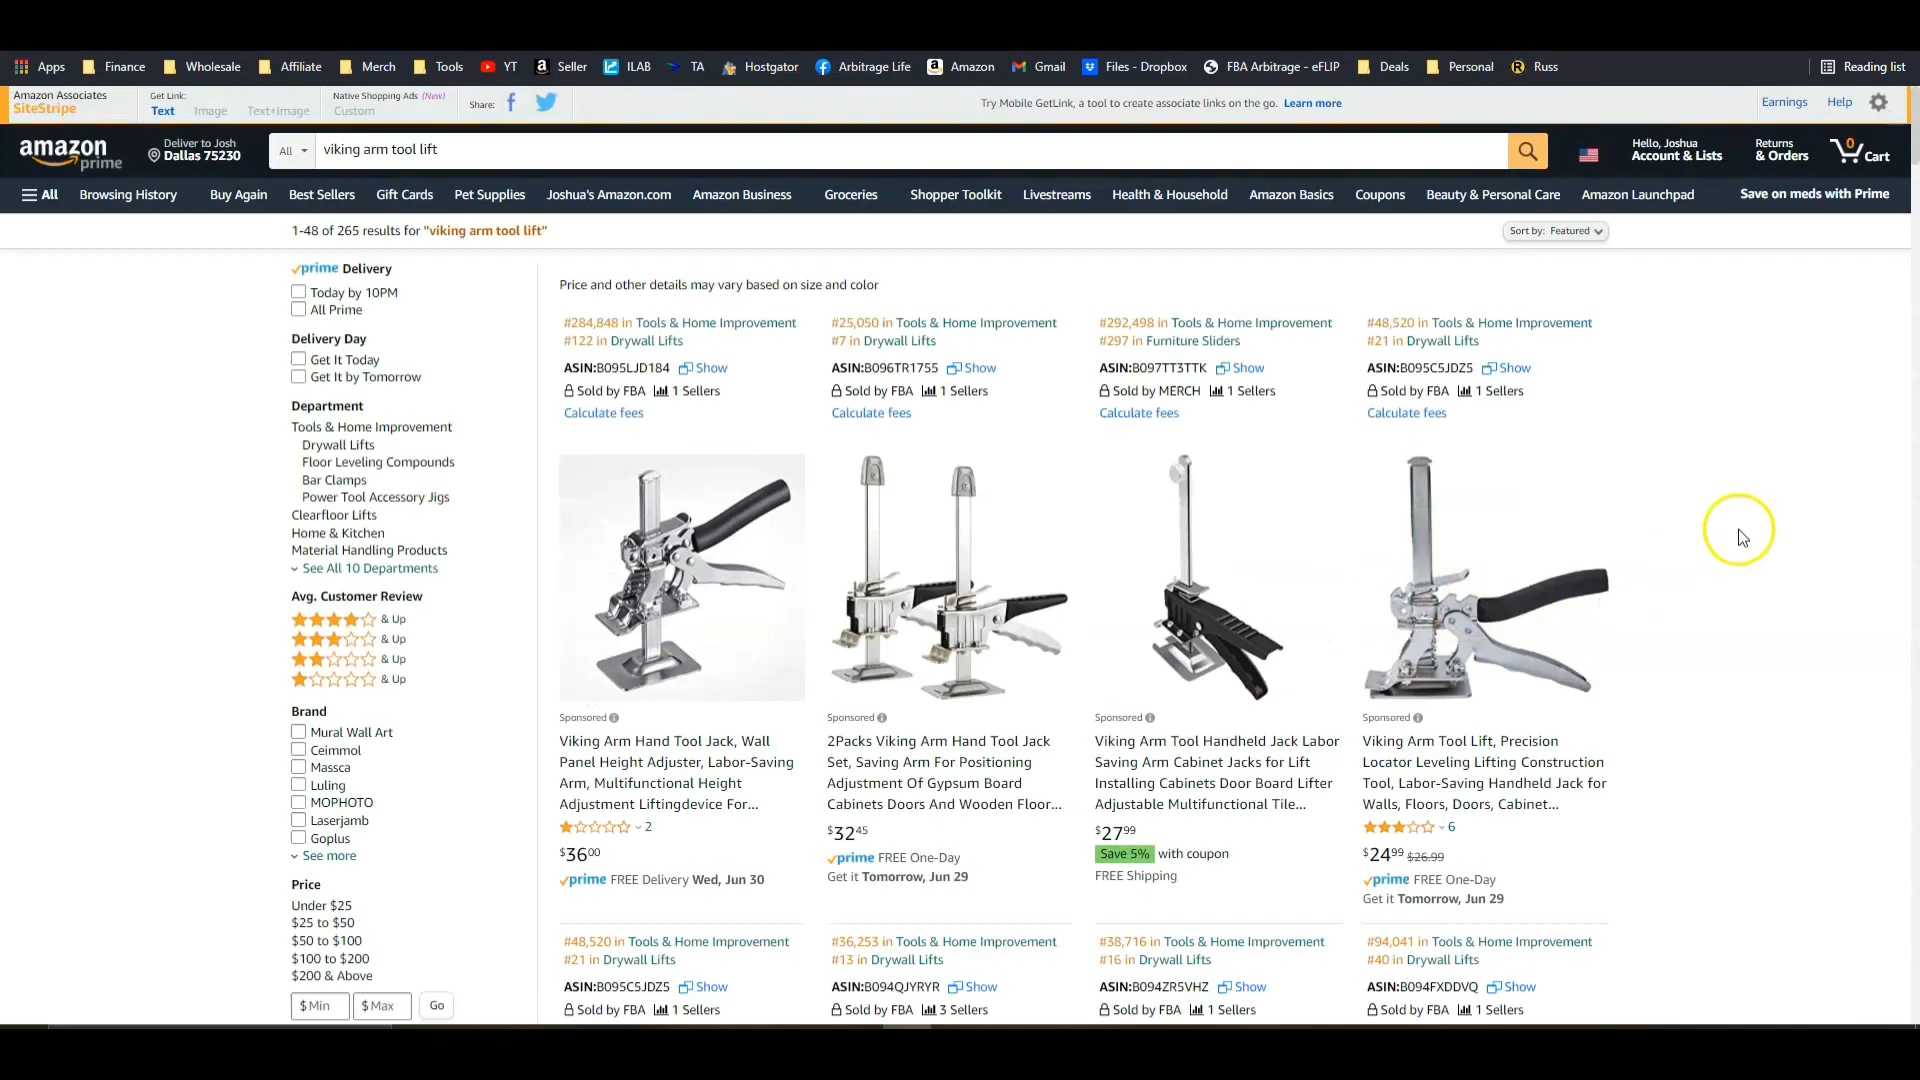 Apps Finance Wholesale Affiliate Merch Tools YT Seller ILAB TA Hostgator Arbitrage Life Amazon Gmail Files - Dropbox FBA Arbitrage - eFLIP Deals Personal Russ Reading list
Amazon Associates
SiteStripe
Get Link:
Text Image Text+Image
Native Shopping Ads (New)
Custom
Share:
Try Mobile GetLink, a tool to create associate links on the go. Learn more
Earnings Help
amazon
prime
Deliver to Josh
Dallas 75230
All
viking arm tool lift
Hello, Joshua
Account & Lists
Returns
& Orders
0
Cart
All Browsing History Buy Again Best Sellers Gift Cards Pet Supplies Joshua's Amazon.com Amazon Business Groceries Shopper Toolkit Livestreams Health & Household Amazon Basics Coupons Beauty & Personal Care Amazon Launchpad Save on meds with Prime
1-48 of 265 results for "viking arm tool lift"
Sort by: Featured
prime Delivery
Today by 10PM
All Prime
Delivery Day
Get It Today
Get It by Tomorrow
Department
Tools & Home Improvement
Drywall Lifts
Floor Leveling Compounds
Bar Clamps
Power Tool Accessory Jigs
Clearfloor Lifts
Home & Kitchen
Material Handling Products
See All 10 Departments
Avg. Customer Review
& Up
& Up
& Up
& Up
Brand
Mural Wall Art
Ceimmol
Massca
Luling
MOPHOTO
Laserjamb
Goplus
See more
Price
Under $25
$25 to $50
$50 to $100
$100 to $200
$200 & Above
$ Min $ Max Go
Price and other details may vary based on size and color
#284,848 in Tools & Home Improvement
#122 in Drywall Lifts
ASIN:B095LJD184 Show
Sold by FBA 1 Sellers
Calculate fees
Sponsored
Viking Arm Hand Tool Jack, Wall
Panel Height Adjuster, Labor-Saving
Arm, Multifunctional Height
Adjustment Liftingdevice For...
2
$36 00
prime FREE Delivery Wed, Jun 30
#25,050 in Tools & Home Improvement
#7 in Drywall Lifts
ASIN:B096TR1755 Show
Sold by FBA 1 Sellers
Calculate fees
Sponsored
2Packs Viking Arm Hand Tool Jack
Set, Saving Arm For Positioning
Adjustment Of Gypsum Board
Cabinets Doors And Wooden Floor...
$32 45
prime FREE One-Day
Get it Tomorrow, Jun 29
#292,498 in Tools & Home Improvement
#297 in Furniture Sliders
ASIN:B097TT3TTK Show
Sold by MERCH 1 Sellers
Calculate fees
Sponsored
Viking Arm Tool Handheld Jack Labor
Saving Arm Cabinet Jacks for Lift
Installing Cabinets Door Board Lifter
Adjustable Multifunctional Tile...
$27 99
Save 5% with coupon
FREE Shipping
#48,520 in Tools & Home Improvement
#21 in Drywall Lifts
ASIN:B095C5JDZ5 Show
Sold by FBA 1 Sellers
Calculate fees
Sponsored
Viking Arm Tool Lift, Precision
Locator Leveling Lifting Construction
Tool, Labor-Saving Handheld Jack for
Walls, Floors, Doors, Cabinet...
6
$24 99 $26.99
prime FREE One-Day
Get it Tomorrow, Jun 29
#48,520 in Tools & Home Improvement
#21 in Drywall Lifts
ASIN:B095C5JDZ5 Show
Sold by FBA 1 Sellers
#36,253 in Tools & Home Improvement
#13 in Drywall Lifts
ASIN:B094QJYRYR Show
Sold by FBA 3 Sellers
#38,716 in Tools & Home Improvement
#16 in Drywall Lifts
ASIN:B094ZR5VHZ Show
Sold by FBA 1 Sellers
#94,041 in Tools & Home Improvement
#40 in Drywall Lifts
ASIN:B094FXDDVQ Show
Sold by FBA 1 Sellers